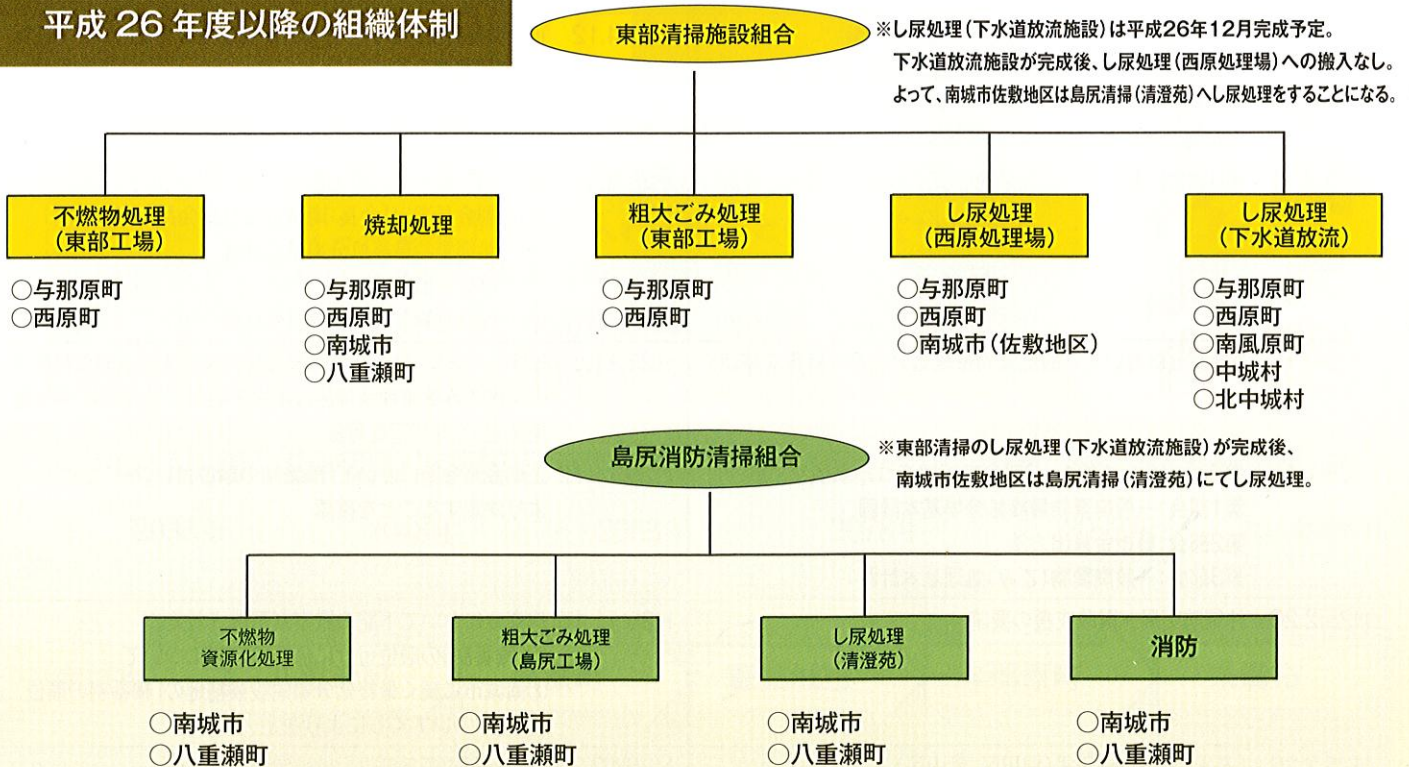 平成 26 年度以降の組織体制
東部清掃施設組合
※し尿処理(下水道放流施設)は平成26年12月完成予定。
下水道放流施設が完成後、し尿処理(西原処理場)への搬入なし。
よって、南城市佐敷地区は島尻清掃(清澄苑)へし尿処理をすることになる。
不燃物処理
(東部工場)
○与那原町
○西原町
焼却処理
○与那原町
○西原町
○南城市
○八重瀬町
粗大ごみ処理
(東部工場)
○与那原町
○西原町
し尿処理
(西原処理場)
○与那原町
○西原町
○南城市(佐敷地区)
し尿処理
(下水道放流)
○与那原町
○西原町
○南風原町
○中城村
○北中城村
島尻消防清掃組合
※東部清掃のし尿処理(下水道放流施設)が完成後、
南城市佐敷地区は島尻清掃(清澄苑)にてし尿処理。
不燃物
資源化処理
○南城市
○八重瀬町
粗大ごみ処理
(島尻工場)
○南城市
○八重瀬町
し尿処理
(清澄苑)
○南城市
○八重瀬町
消防
○南城市
○八重瀬町